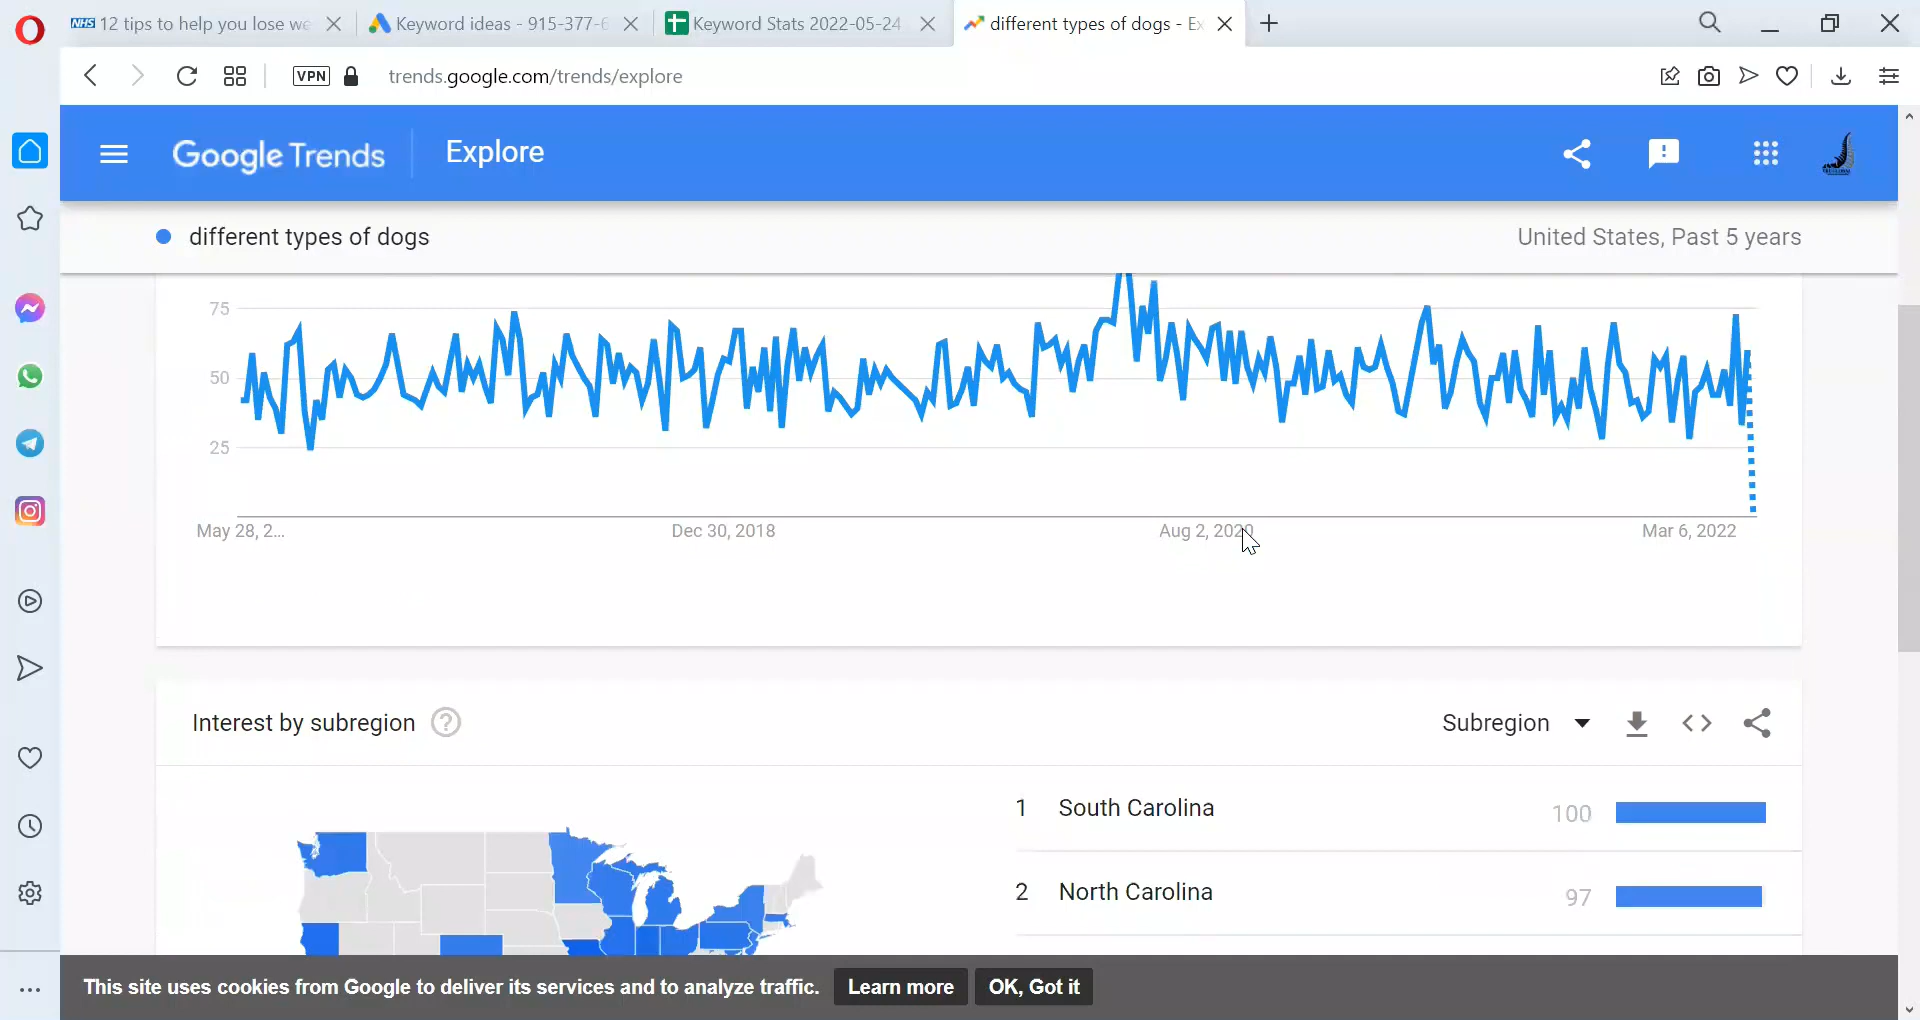 NHS 12 tips to help you lose we
Keyword ideas - 915-377-6
Keyword Stats 2022-05-24
different types of dogs - Ex
VPN
trends.google.com/trends/explore
Google Trends
Explore
different types of dogs
United States, Past 5 years
75
50
25
May 28, 2...
Dec 30, 2018
Aug 2, 2020
Mar 6, 2022
Interest by subregion ?
Subregion
1 South Carolina 100
2 North Carolina 97
This site uses cookies from Google to deliver its services and to analyze traffic. Learn more OK, Got it